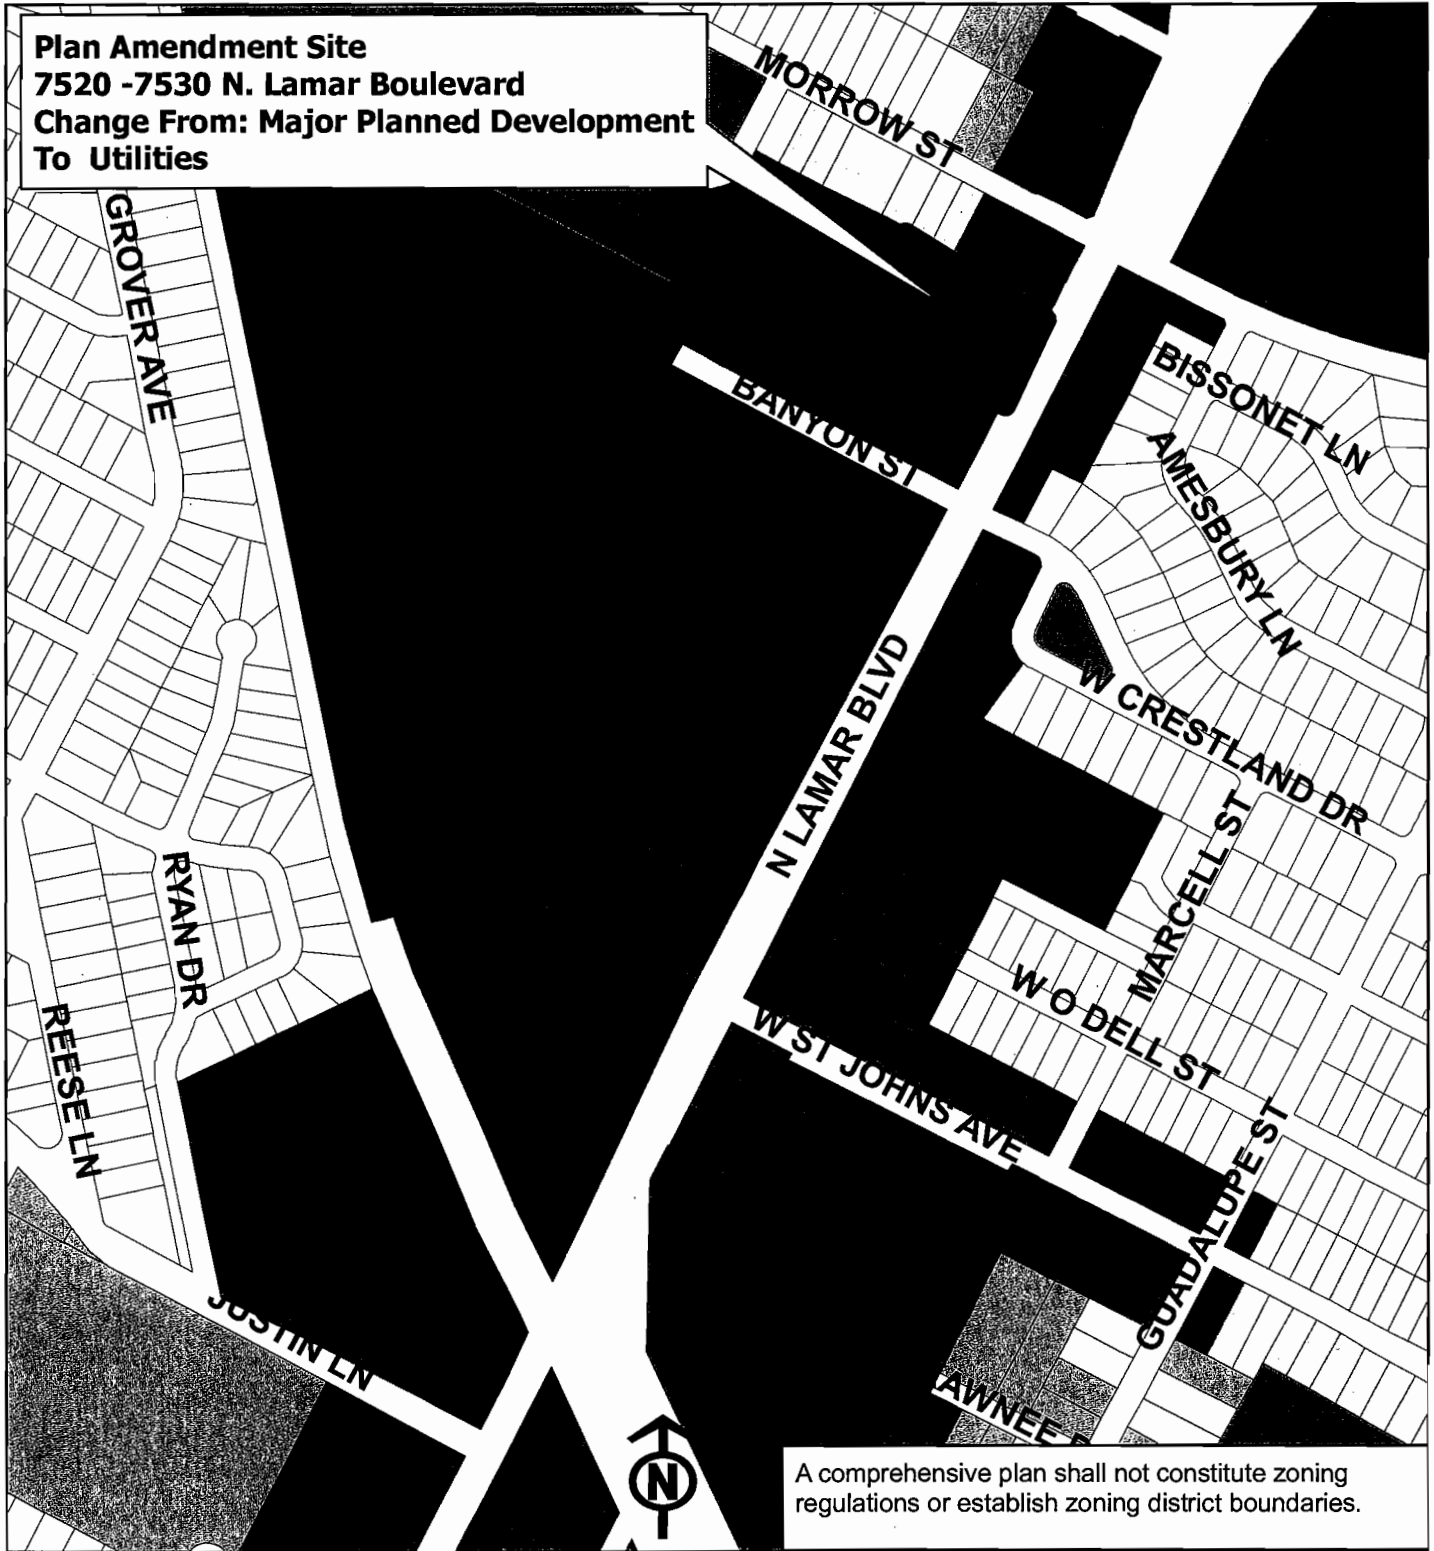 Plan Amendment Site
7520 -7530 N. Lamar Boulevard
Change From: Major Planned Development
To Utilities
MORROW ST
GROVER AVE
BISSONET LN
BANYON ST
AMESBURY LN
N LAMAR BLVD
W CRESTLAND DR
MARCELL ST
RYAN DR
W O DELL ST
REESE LN
W ST JOHNS AVE
GUADALUPE ST
JUSTIN LN
AWNEE
N
A comprehensive plan shall not constitute zoning
regulations or establish zoning district boundaries.